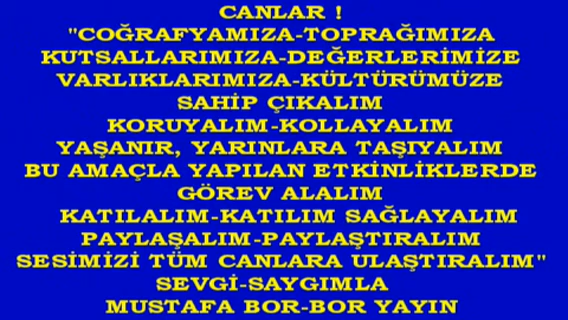 CANLAR !
"COĞRAFYAMIZA-TOPRAĞIMIZA
KUTSALLARIMIZA-DEĞERLERİMİZE
VARLIKLARIMIZA-KÜLTÜRÜMÜZE
SAHİP ÇIKALIM
KORUYALIM-KOLLAYALIM
YAŞANIR, YARINLARA TAŞIYALIM
BU AMAÇLA YAPILAN ETKİNLİKLERDE
GÖREV ALALIM
KATILALIM-KATILIM SAĞLAYALIM
PAYLAŞALIM-PAYLAŞTIRALIM
SESİMİZİ TÜM CANLARA ULAŞTIRALIM"
SEVGİ-SAYGIMLA
MUSTAFA BOR-BOR YAYIN